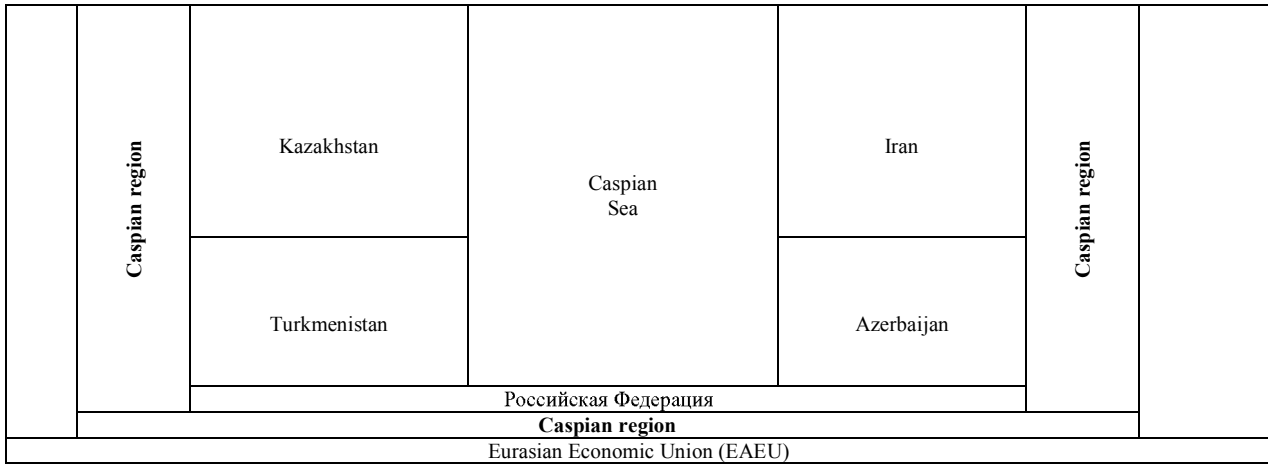 Caspian region
Kazakhstan
Caspian
Sea
Iran
Caspian region
Turkmenistan
Azerbaijan
Российская Федерация
Caspian region
Eurasian Economic Union (EAEU)